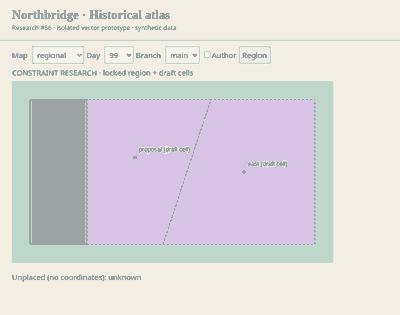 Northbridge · Historical atlas
Research #66 · isolated vector prototype · synthetic data
Map regional Day 99 Branch main Author Region
CONSTRAINT RESEARCH · locked region + draft cells
proposal [draft cell]
east [draft cell]
Unplaced (no coordinates): unknown